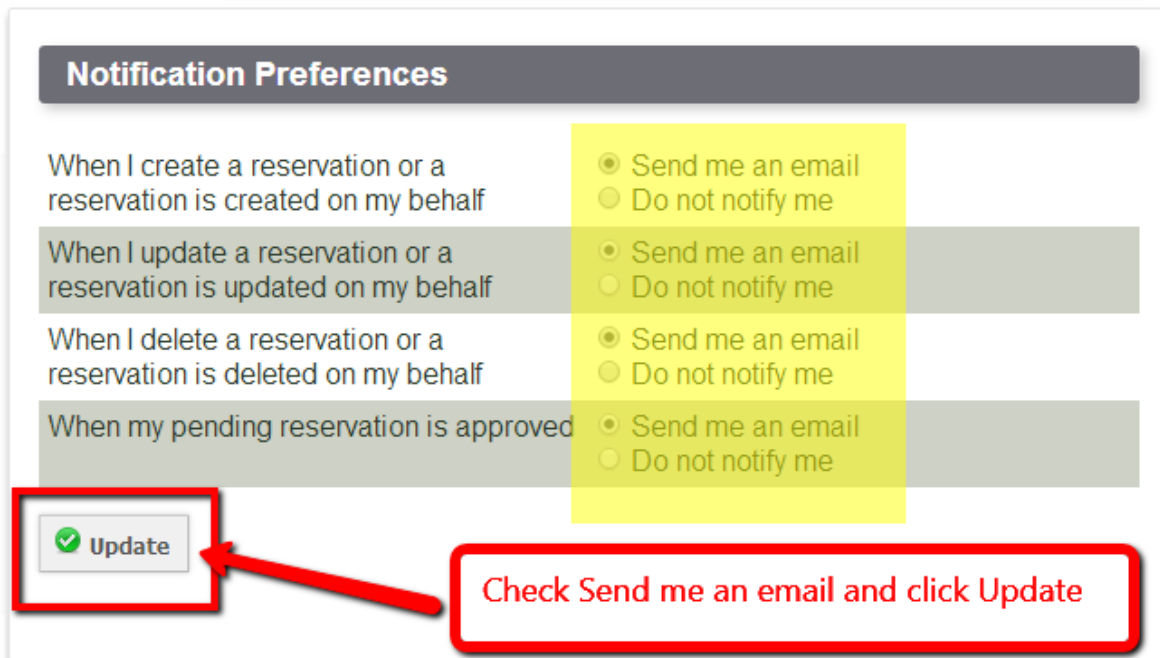 Notification Preferences
When I create a reservation or a
reservation is created on my behalf
Send me an email
Do not notify me
When I update a reservation or a
reservation is updated on my behalf
Send me an email
Do not notify me
When I delete a reservation or a
reservation is deleted on my behalf
Send me an email
Do not notify me
When my pending reservation is approved
Send me an email
Do not notify me
Update
Check Send me an email and click Update